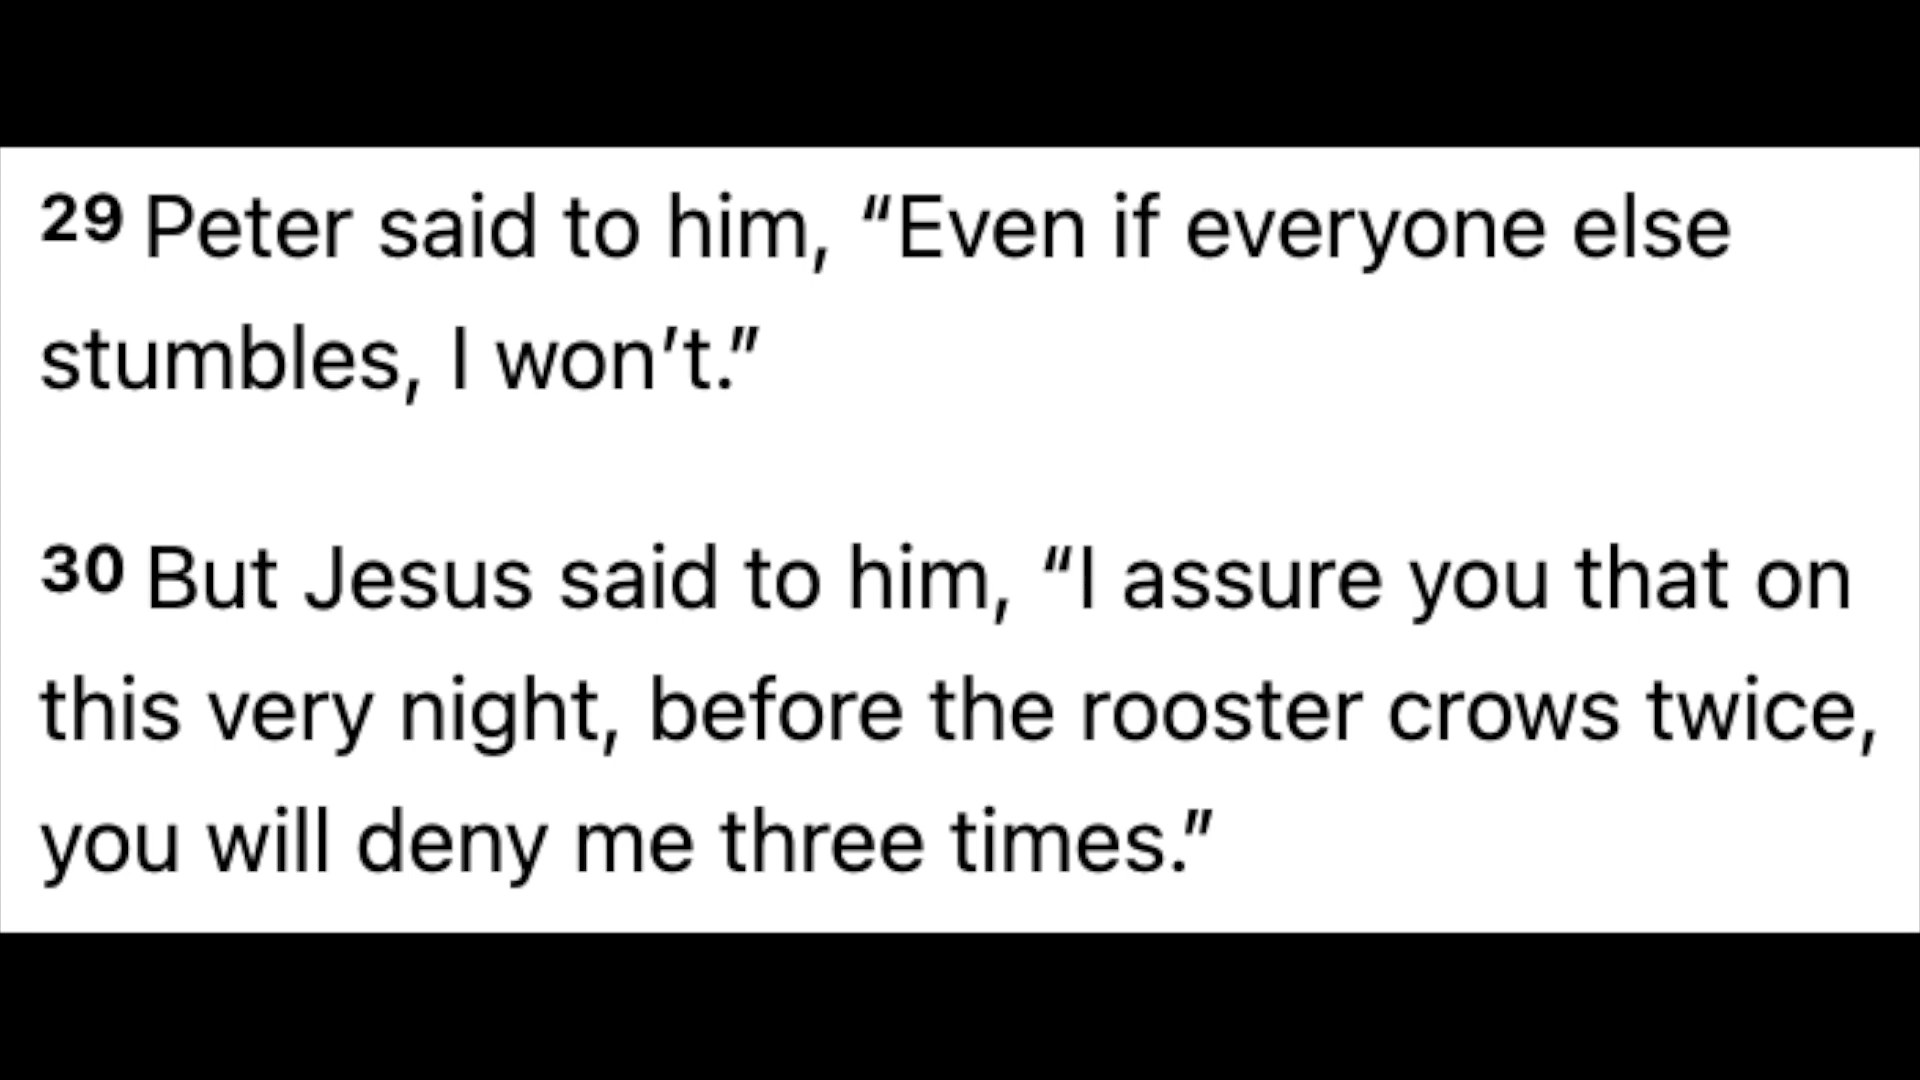 29 Peter said to him, “Even if everyone else
stumbles, I won’t.”
30 But Jesus said to him, “I assure you that on
this very night, before the rooster crows twice,
you will deny me three times.”